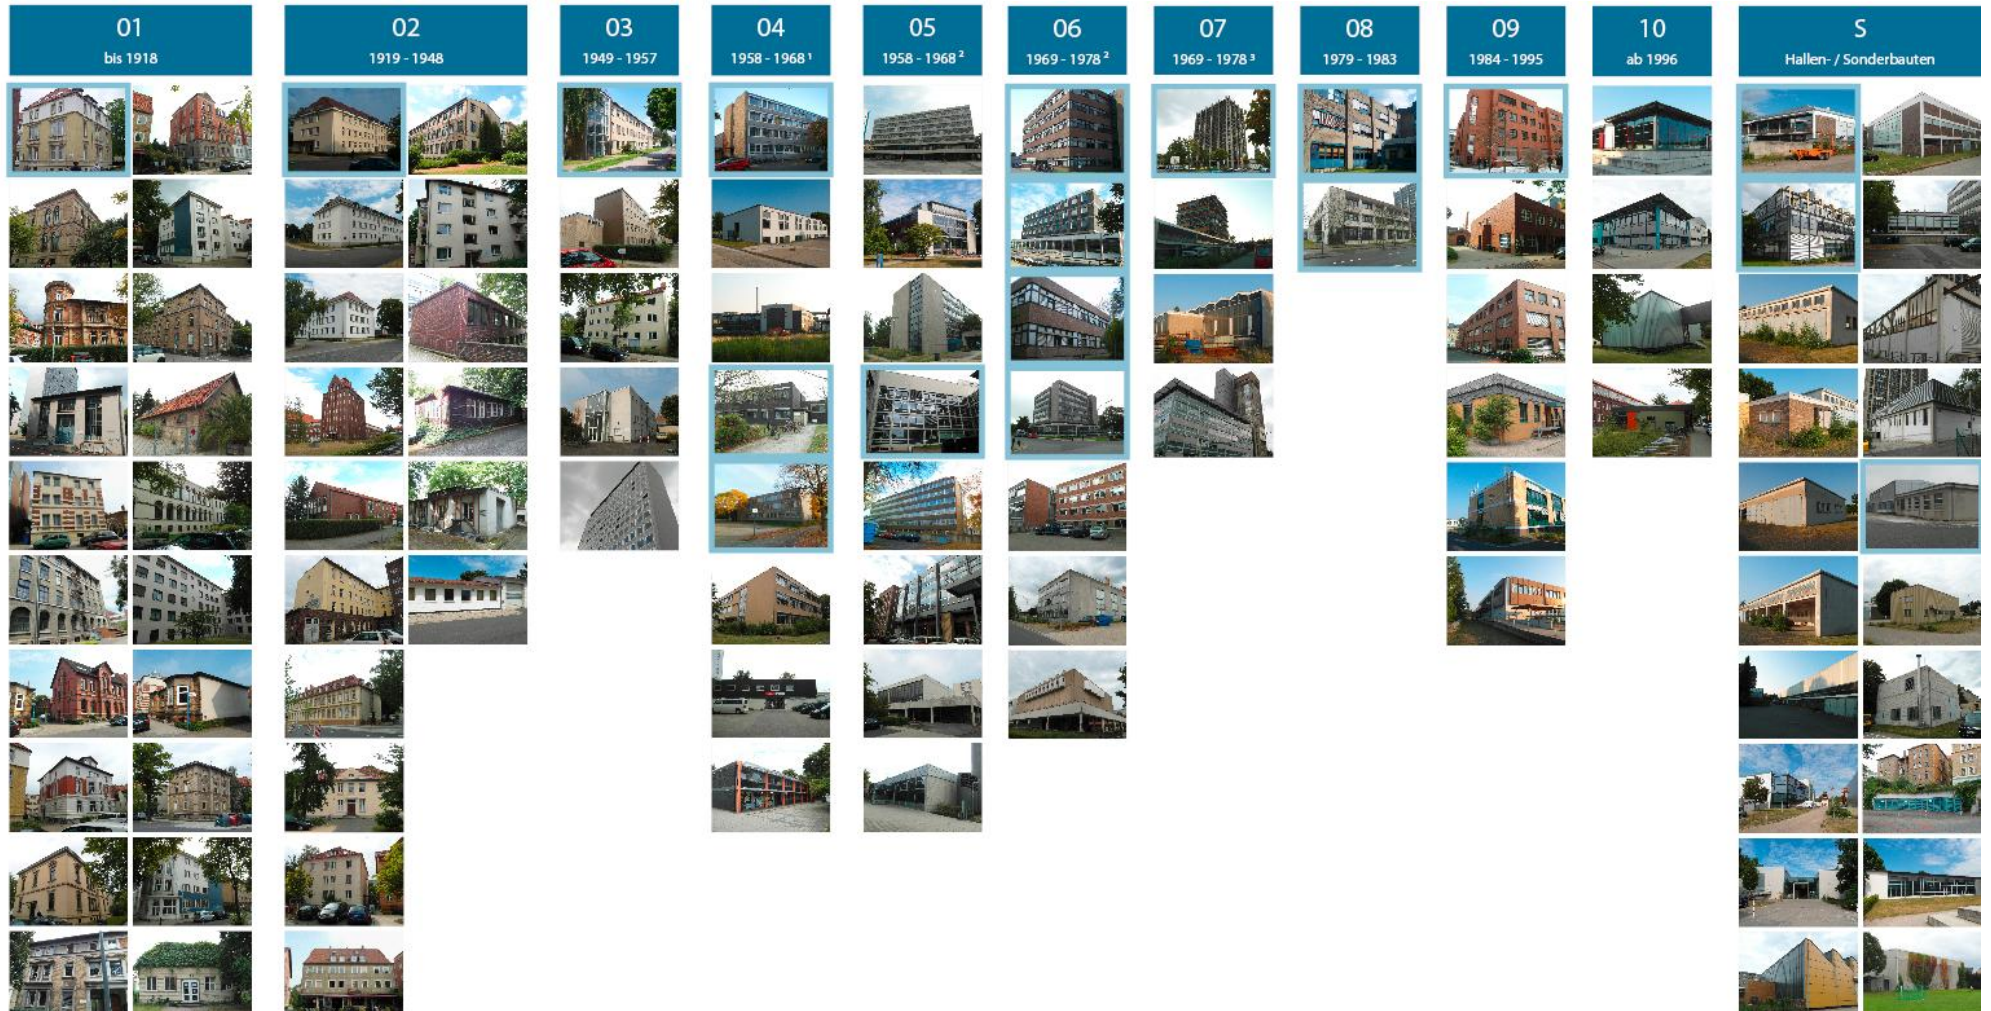 01
bis 1918
02
1919 - 1948
03
1949 - 1957
04
1958 - 1968 ¹
05
1958 - 1968 ²
06
1969 - 1978 ²
07
1969 - 1978 ³
08
1979 - 1983
09
1984 - 1995
10
ab 1996
S
Hallen- / Sonderbauten